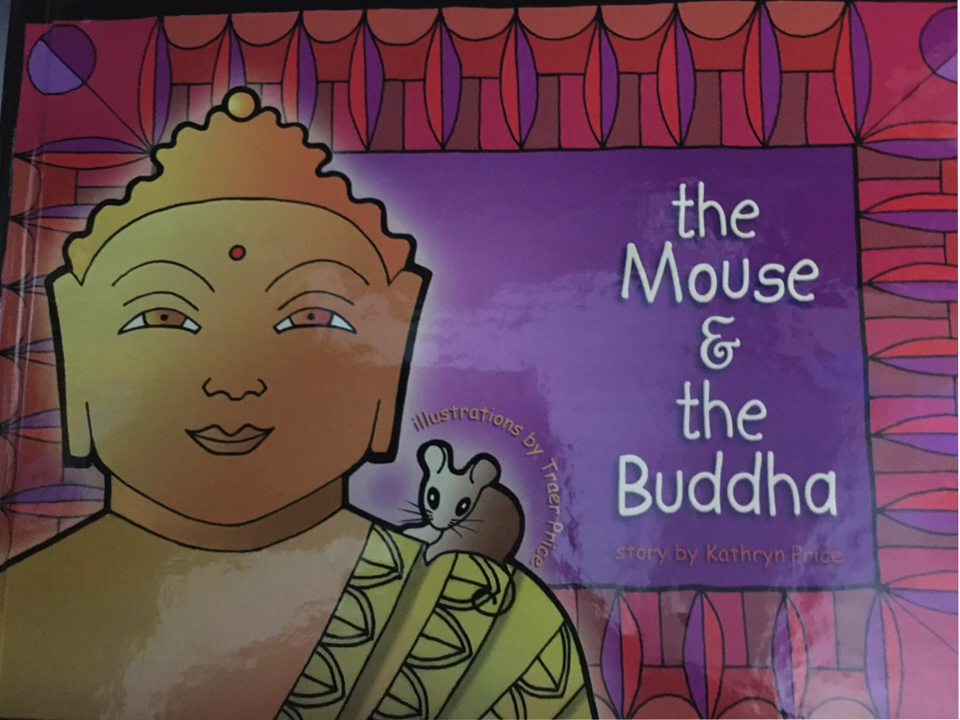 the
Mouse
&
the
Buddha
illustrations by Traer Price
story by Kathryn Price